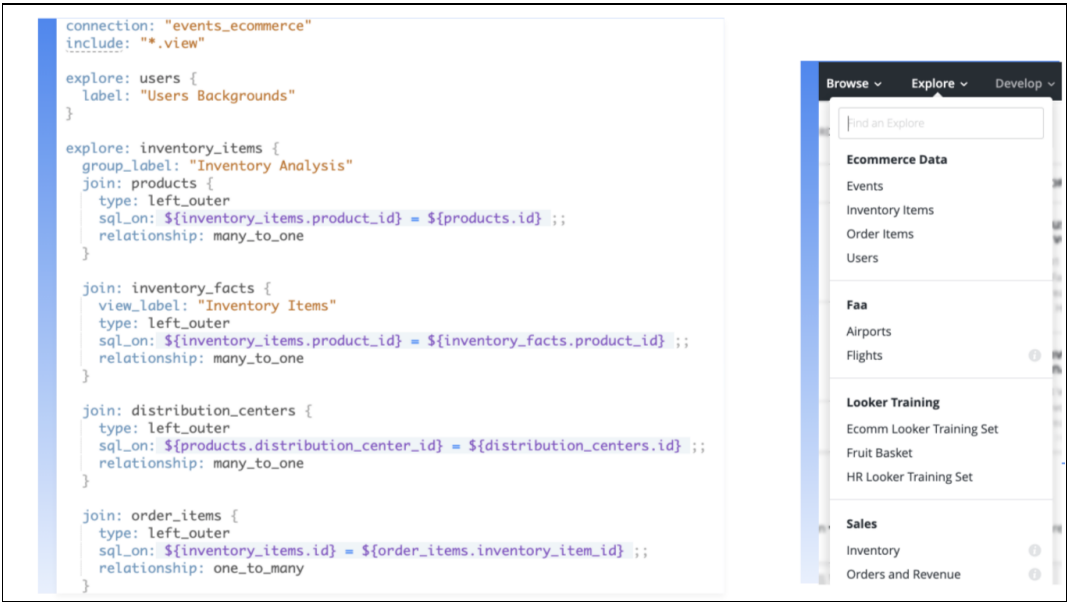 connection: "events_ecommerce"
include: "*.view"
explore: users {
label: "Users Backgrounds"
}
explore: inventory_items {
group_label: "Inventory Analysis"
join: products {
type: left_outer
sql_on: ${inventory_items.product_id} = ${products.id} ;;
relationship: many_to_one
}
join: inventory_facts {
view_label: "Inventory Items"
type: left_outer
sql_on: ${inventory_items.product_id} = ${inventory_facts.product_id} ;;
relationship: many_to_one
}
join: distribution_centers {
type: left_outer
sql_on: ${products.distribution_center_id} = ${distribution_centers.id} ;;
relationship: many_to_one
}
join: order_items {
type: left_outer
sql_on: ${inventory_items.id} = ${order_items.inventory_item_id} ;;
relationship: one_to_many
}
Browse Explore Develop
Find an Explore
Ecommerce Data
Events
Inventory Items
Order Items
Users
Faa
Airports
Flights
Looker Training
Ecomm Looker Training Set
Fruit Basket
HR Looker Training Set
Sales
Inventory
Orders and Revenue